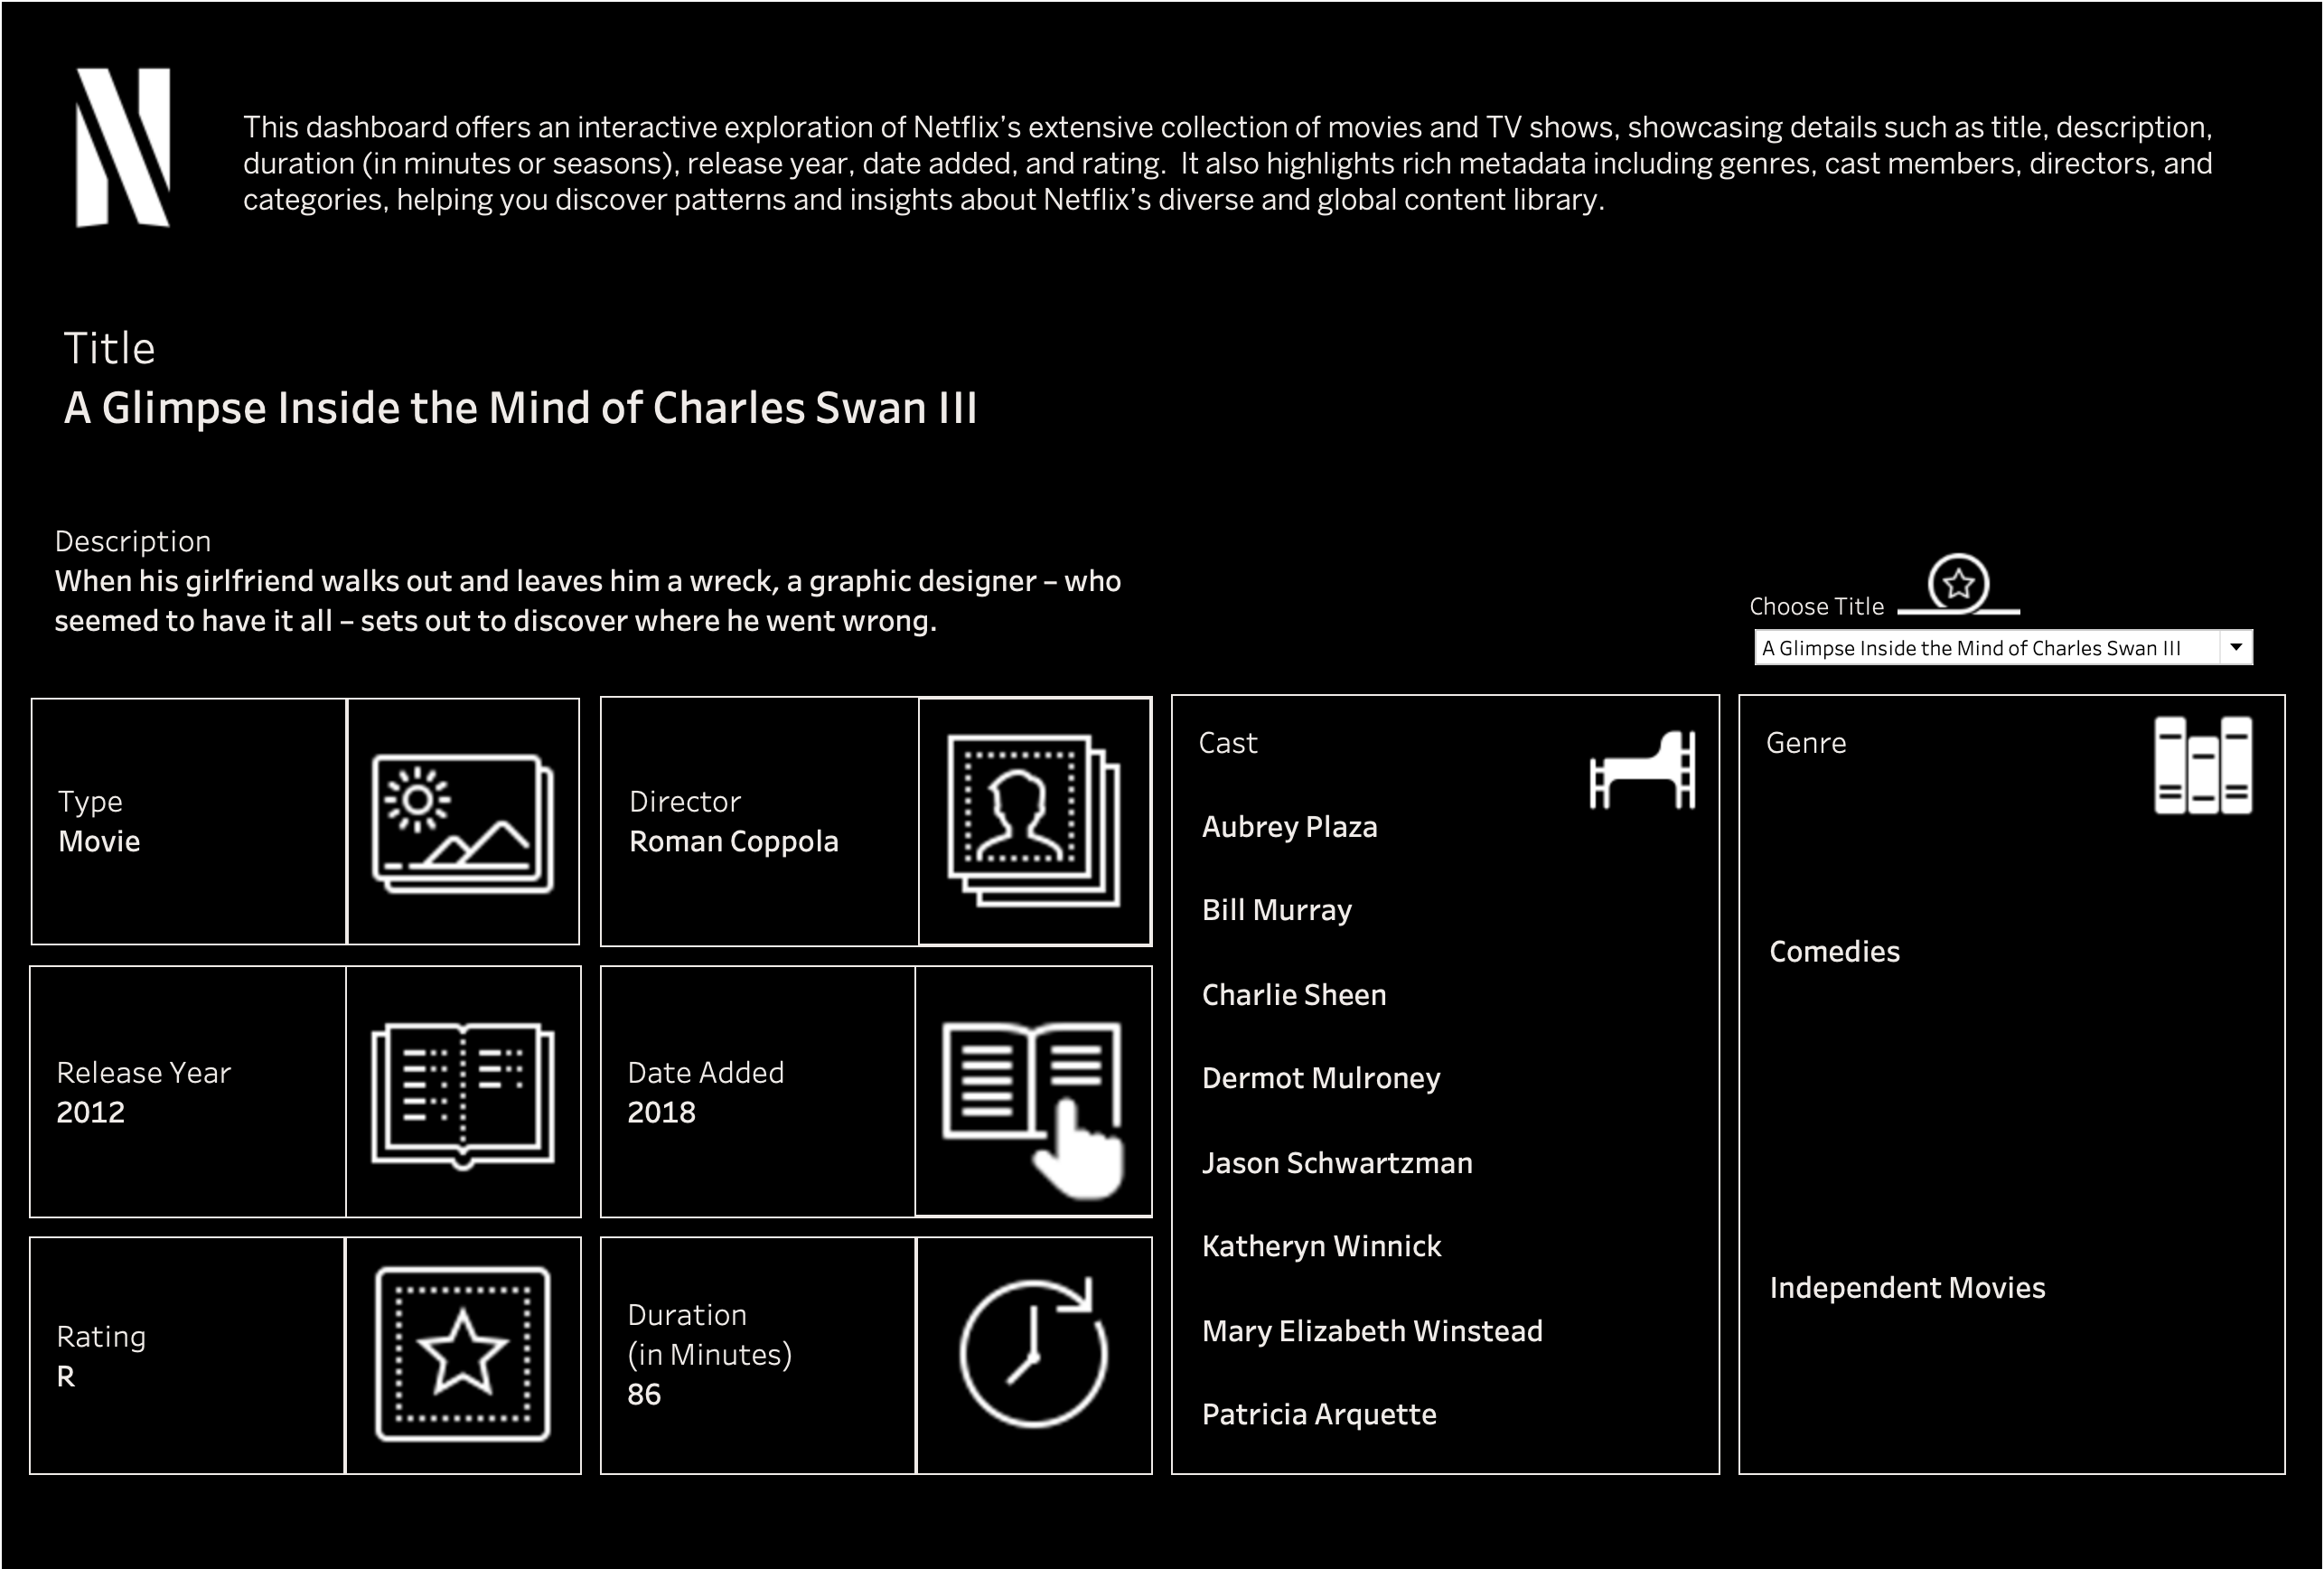 This dashboard offers an interactive exploration of Netflix's extensive collection of movies and TV shows, showcasing details such as title, description,
duration (in minutes or seasons), release year, date added, and rating.  It also highlights rich metadata including genres, cast members, directors, and
categories, helping you discover patterns and insights about Netflix's diverse and global content library.
Title
A Glimpse Inside the Mind of Charles Swan III
Description
When his girlfriend walks out and leaves him a wreck, a graphic designer – who
seemed to have it all – sets out to discover where he went wrong.
Choose Title
A Glimpse Inside the Mind of Charles Swan III
Type
Movie
Director
Roman Coppola
Release Year
2012
Date Added
2018
Rating
R
Duration
(in Minutes)
86
Cast
Aubrey Plaza
Bill Murray
Charlie Sheen
Dermot Mulroney
Jason Schwartzman
Katheryn Winnick
Mary Elizabeth Winstead
Patricia Arquette
Genre
Comedies
Independent Movies